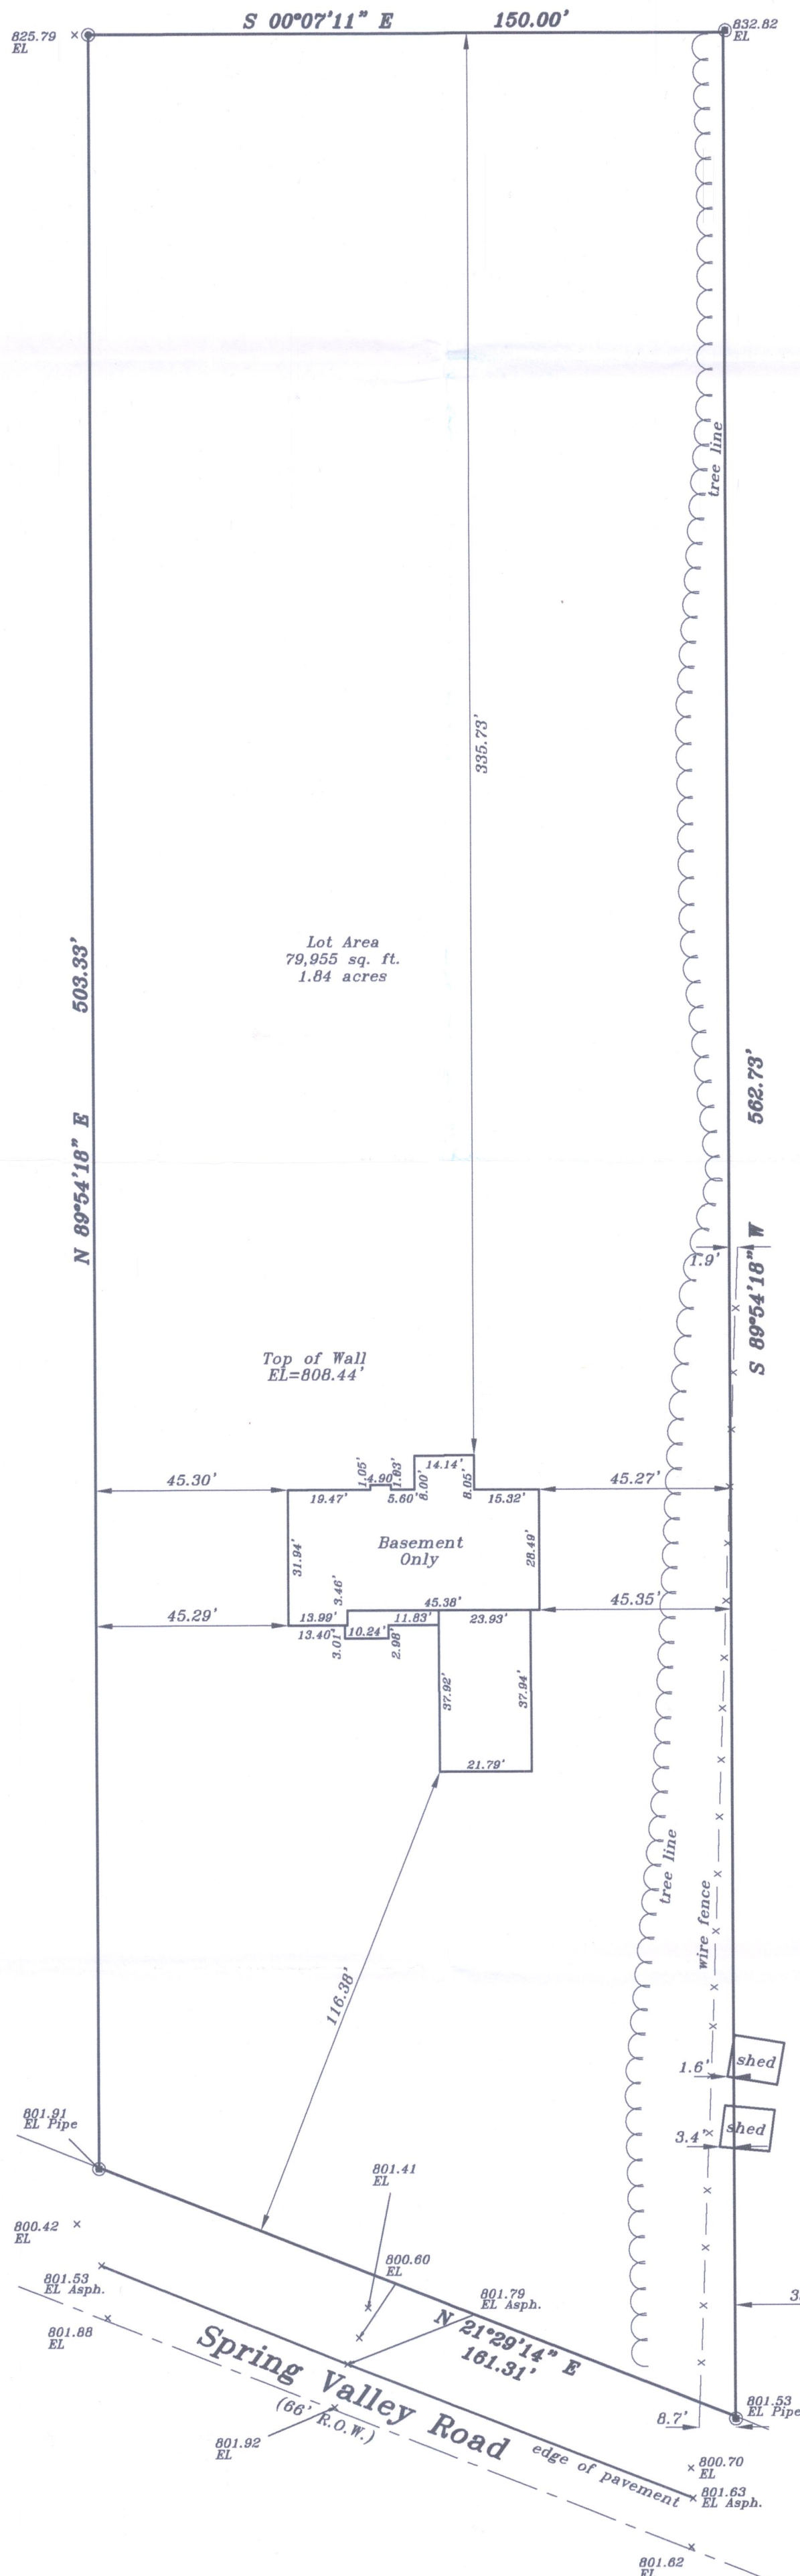 S 00°07'11" E 150.00'
825.79
EL
832.82
EL
tree line
335.73'
Lot Area
79,955 sq. ft.
1.84 acres
N 89°54'18" E 503.33'
S 89°54'18" W 562.73'
1.9'
Top of Wall
EL=808.44'
45.30'
45.27'
19.47'
1.05'
4.90'
1.03'
5.60'
8.00'
14.14'
8.05'
15.32'
31.94'
Basement
Only
28.49'
3.46'
45.38'
45.29'
45.35'
13.99'
11.83'
23.93'
13.40'
3.01'
10.24'
2.98'
37.92'
37.94'
21.79'
116.38'
tree line
wire fence
1.6'
shed
3.4'
shed
801.91
EL Pipe
800.42
EL
801.41
EL
800.60
EL
801.53
EL Asph.
801.79
EL Asph.
801.88
EL
N 21°29'14" E
161.31'
Spring Valley Road
(66' R.O.W.)
edge of pavement
801.92
EL
8.7'
801.53
EL Pipe
800.70
EL
801.63
EL Asph.
801.62
EL